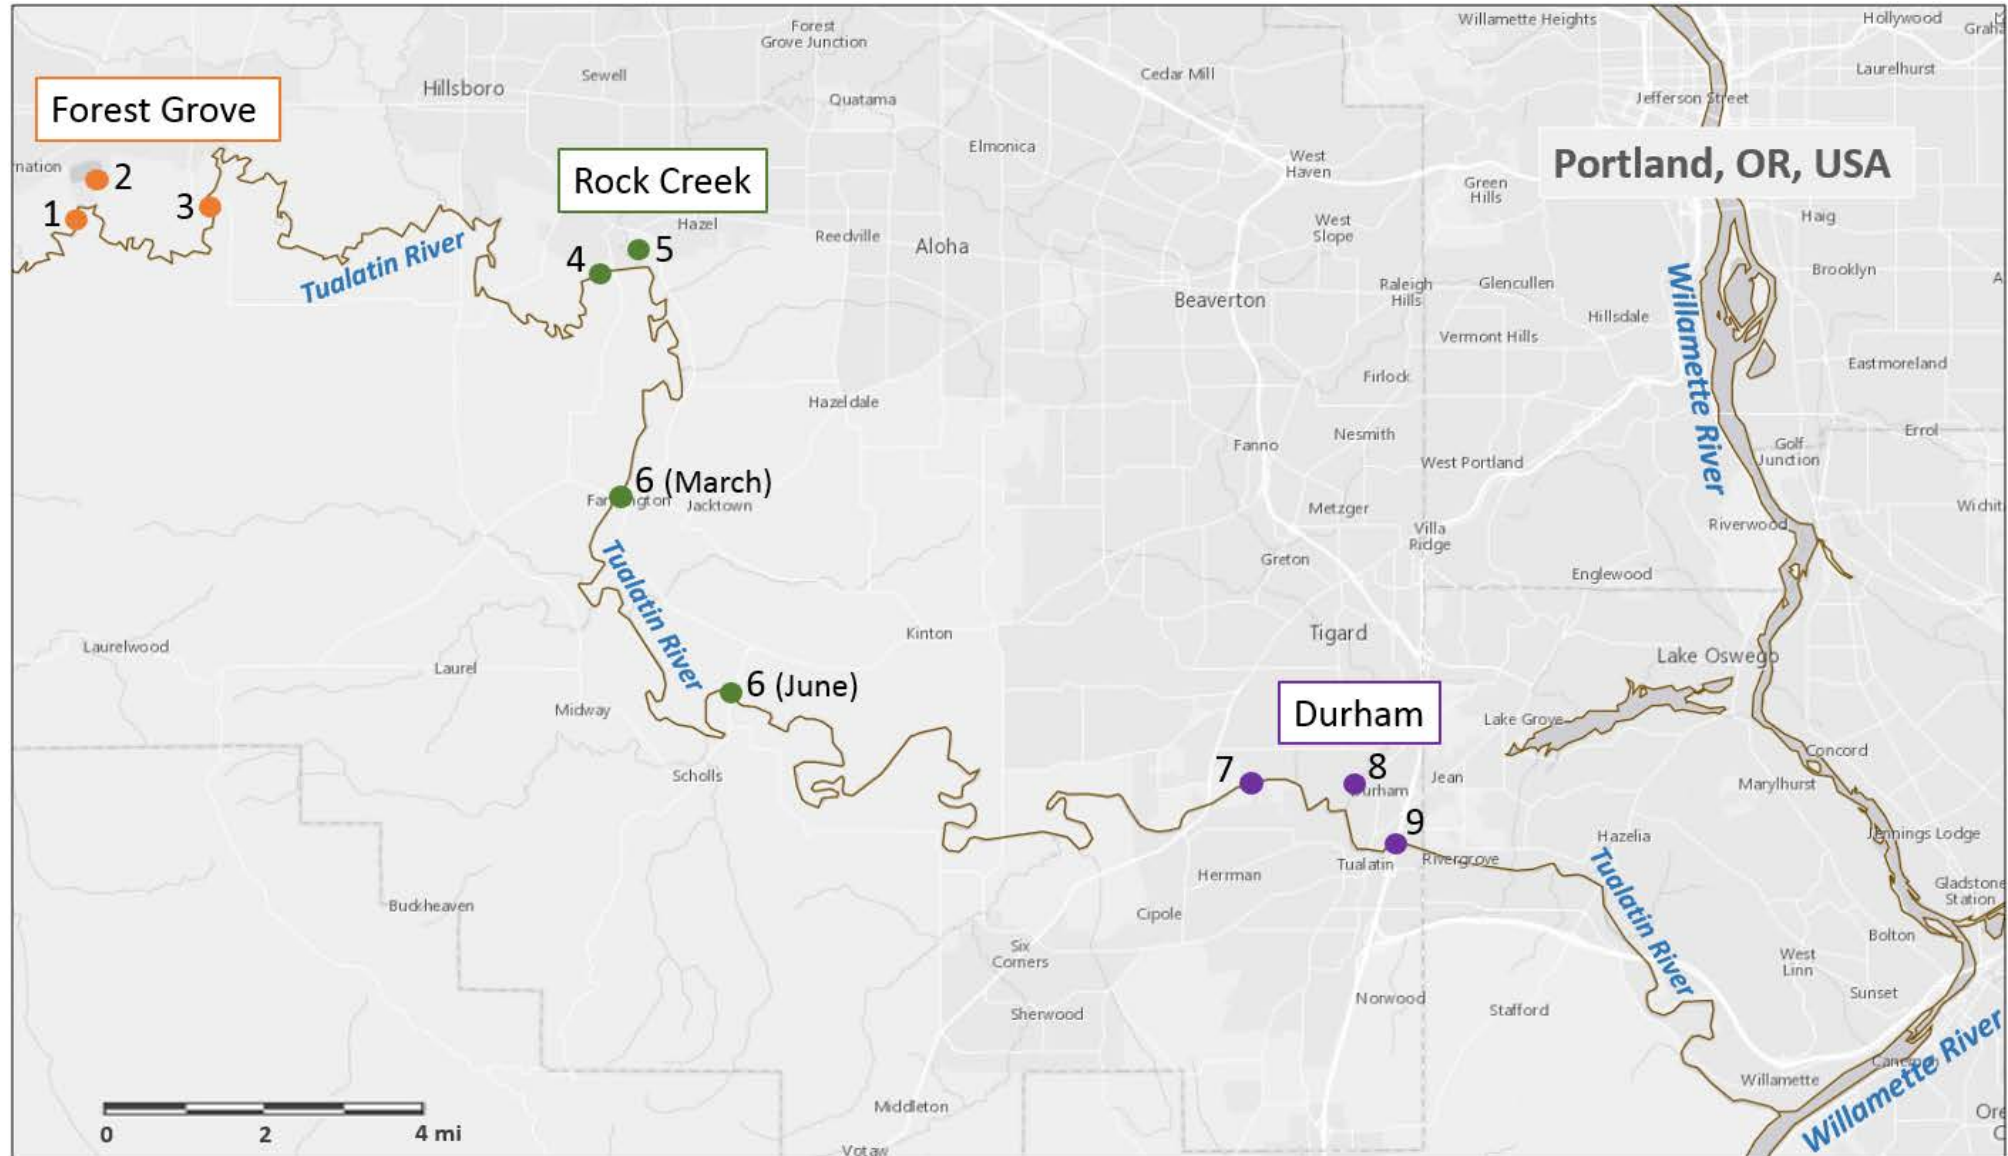 Willamette Heights
Hollywood
Forest
Grove Junction
Sewell
Hillsboro
Quatama
Cedar Mill
Laurelhurst
Jefferson Street
Forest Grove
Elmonica
West
Haven
Portland, OR, USA
2
1
3
Rock Creek
Green
Hills
Hazel
Reedville
Aloha
West
Slope
Haig
4
5
Tualatin River
Beaverton
Raleigh
Hills
Glencullen
Brooklyn
Hillsdale
Vermont Hills
Willamette River
Eastmoreland
Firlock
Hazeldale
Fanno
Nesmith
West Portland
Golf
Junction
Errol
6 (March)
Jacktown
Metzger
Villa
Ridge
Riverwood
Greton
Englewood
Tualatin River
Laurelwood
Laurel
Kinton
Tigard
Lake Oswego
6 (June)
Midway
Durham
Lake Grove
Scholls
7
8
Jean
Concord
Marylhurst
9
Hazelia
Jennings Lodge
Tualatin
Rivergrove
Herrman
Tualatin River
Gladstone
Station
Buckheaven
Cipole
Bolton
Six
Corners
West
Linn
Norwood
Sunset
Sherwood
Stafford
Willamette
Willamette River
Middleton
0 2 4 mi
Votaw